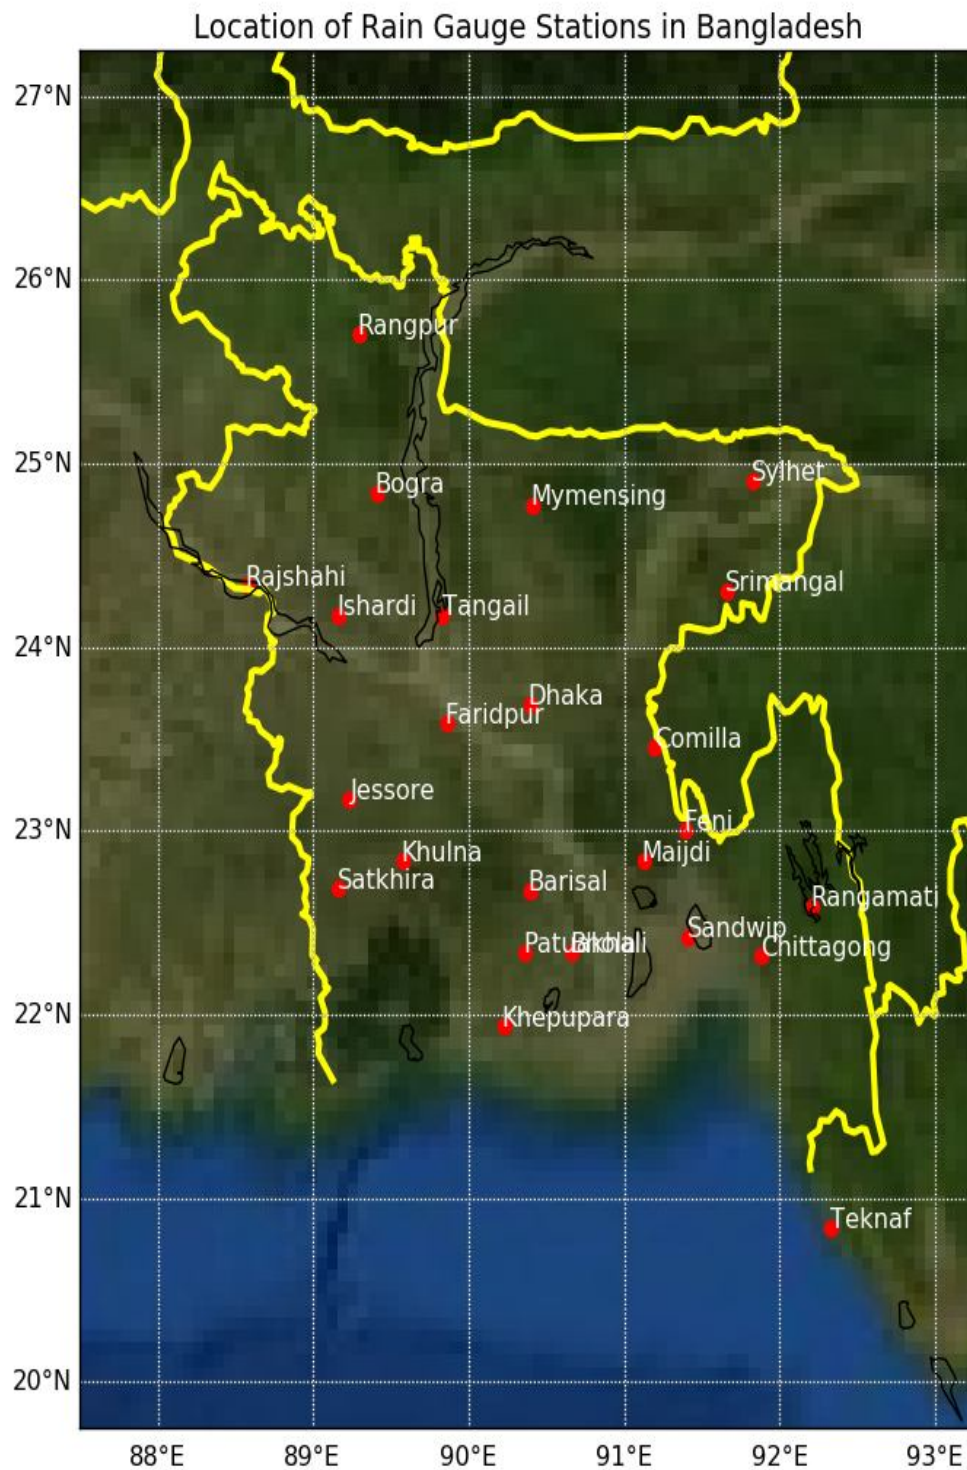 Location of Rain Gauge Stations in Bangladesh
27°N
26°N
Rangpur
25°N
Sylhet
Bogra
Mymensing
Rajshahi
Srimangal
Ishardi
Tangail
24°N
Dhaka
Faridpur
Comilla
Jessore
23°N
Feni
Khulna
Maijdi
Satkhira
Barisal
Rangamati
Sandwip
Patuakhali
Bhola
Chittagong
22°N
Khepupara
21°N
Teknaf
20°N
88°E 89°E 90°E 91°E 92°E 93°E